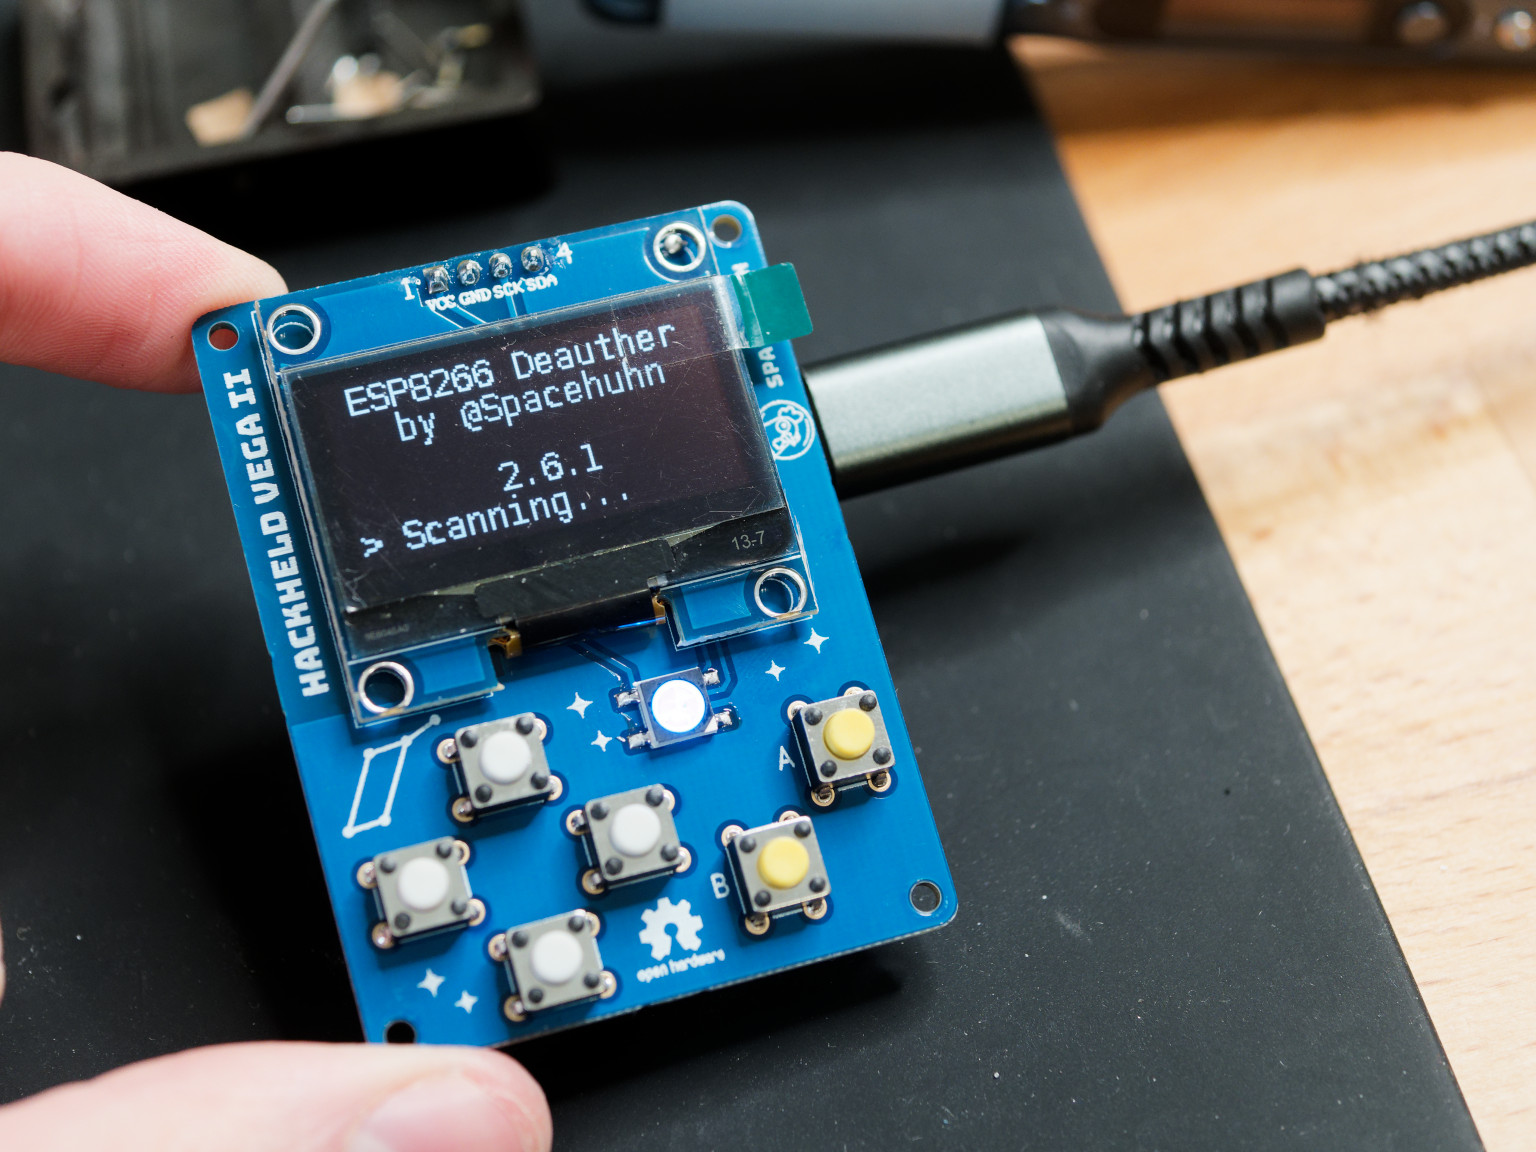 1
VCC GND SCK SDA
4
ESP8266 Deauther
by @Spacehuhn
2.6.1
> Scanning...
13-7
HACKHELD VEGA II
A
B
open hardware